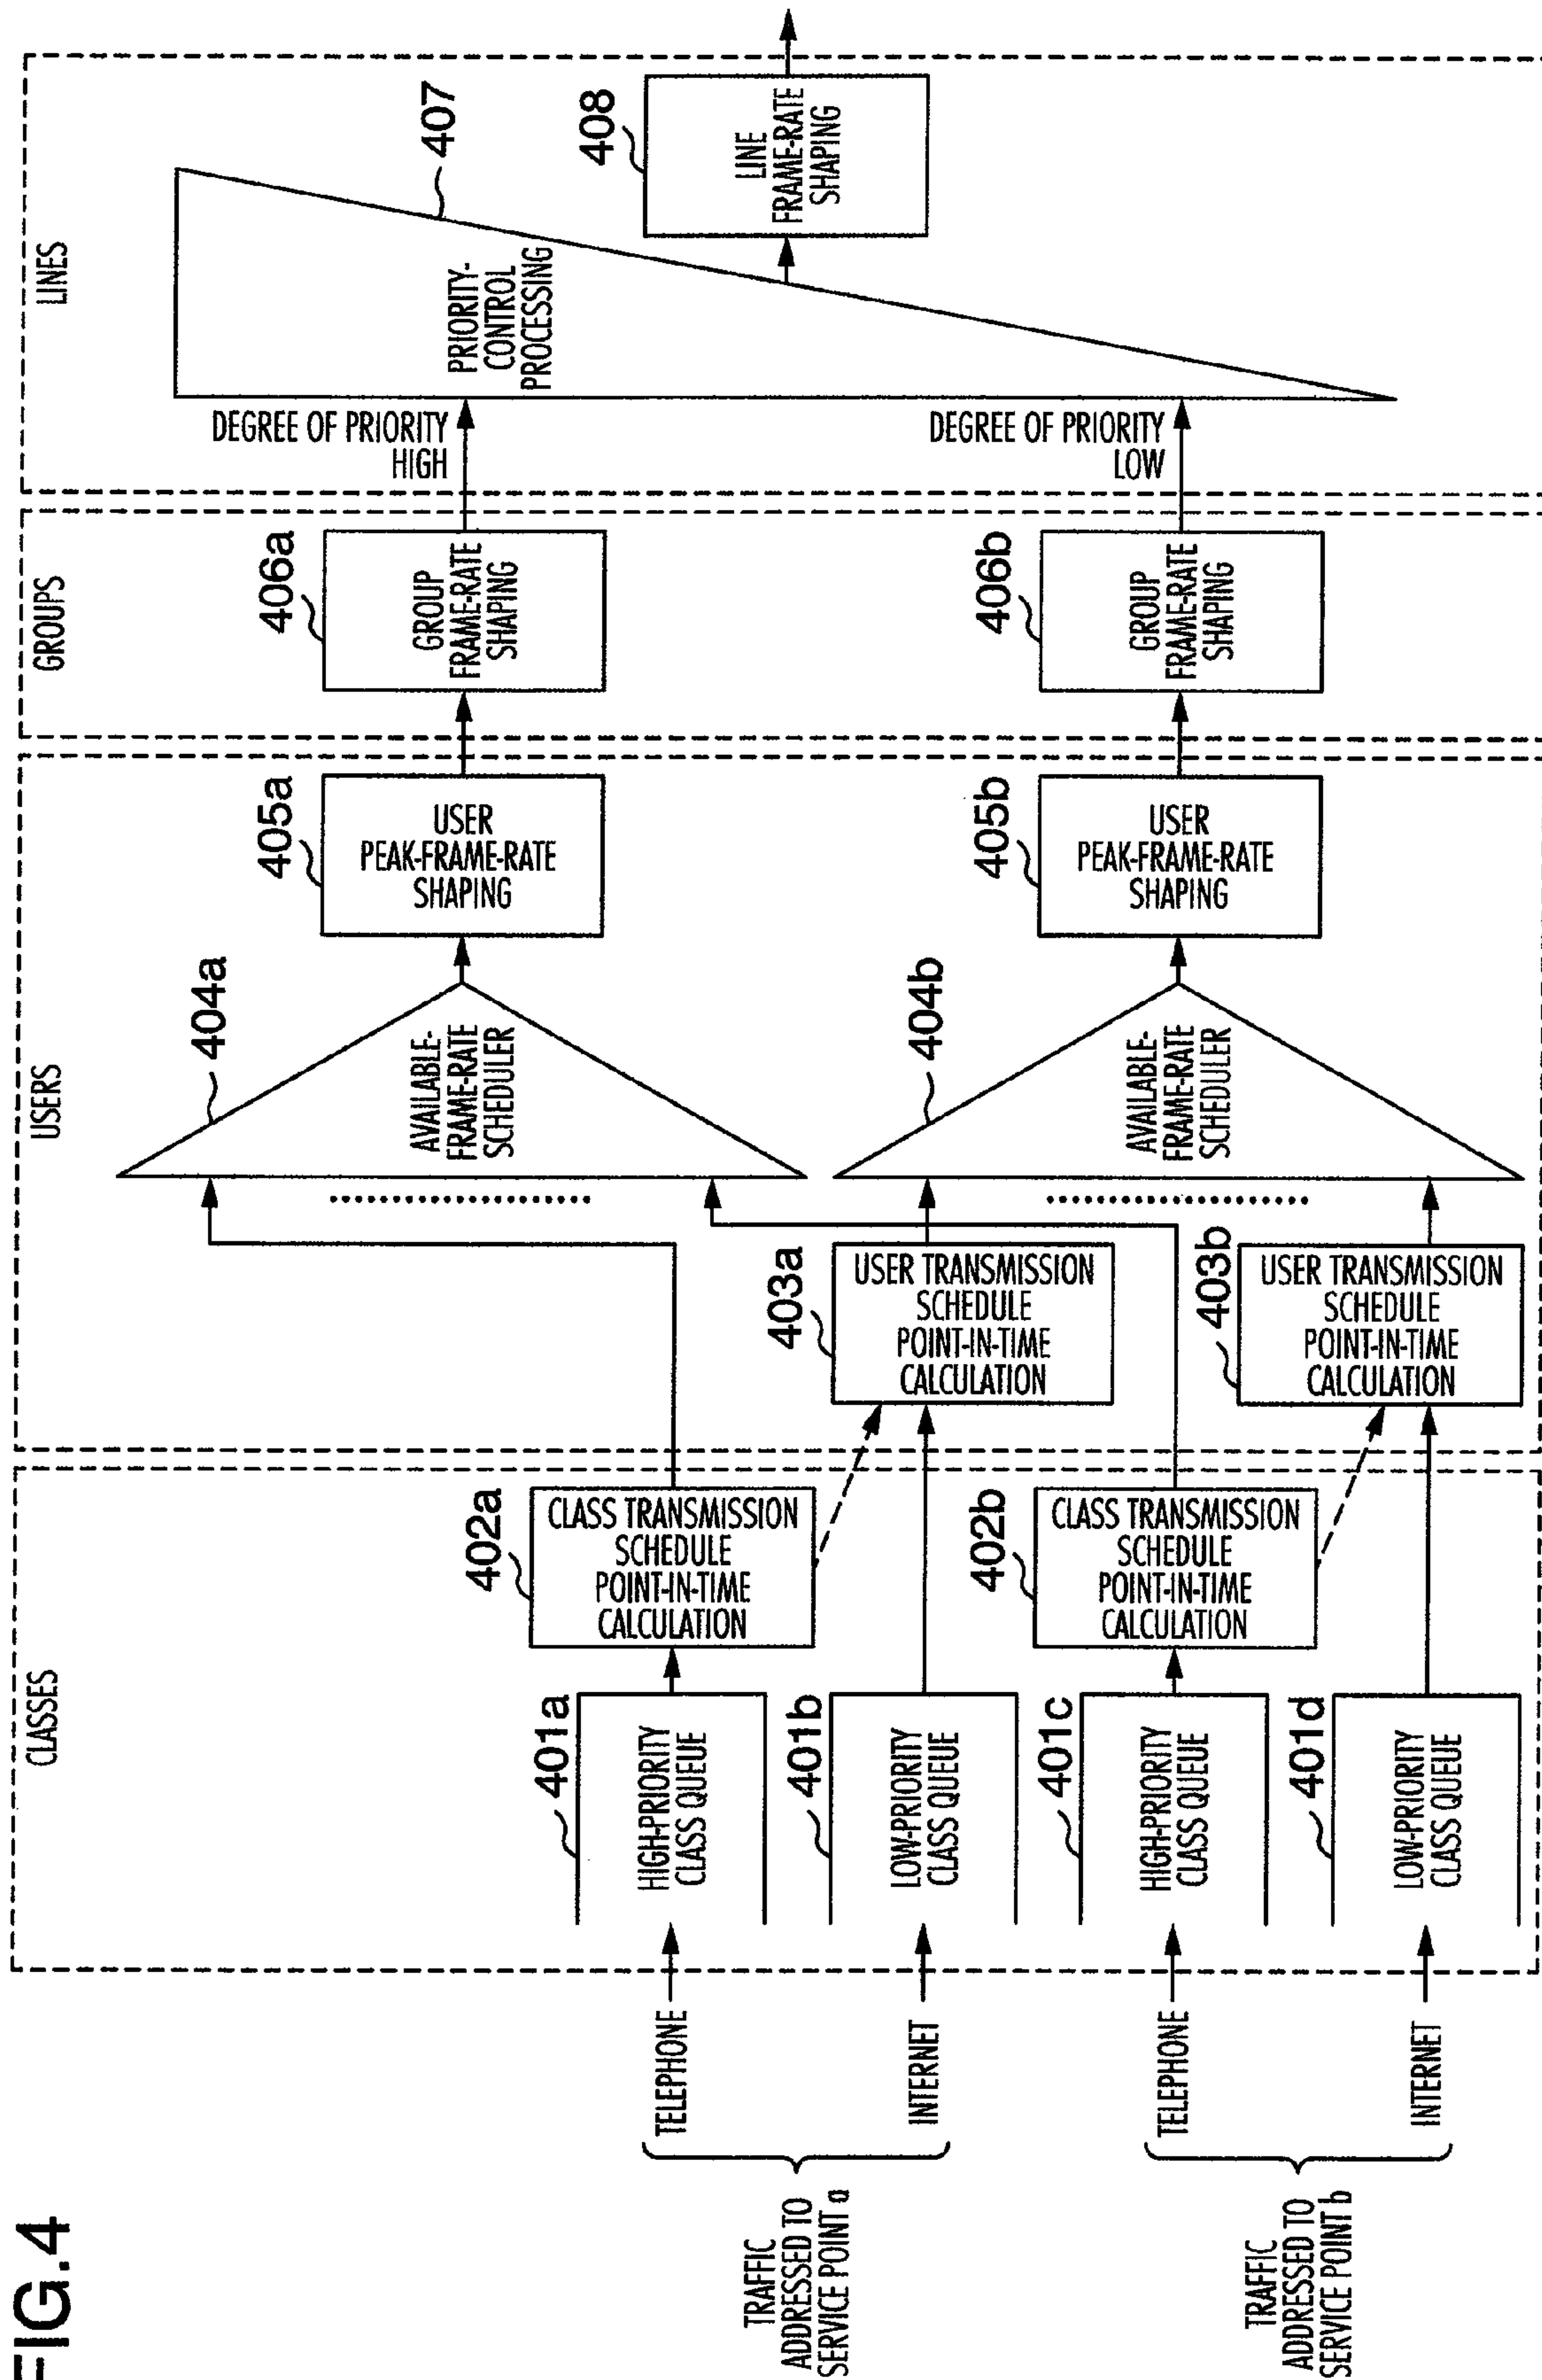 FIG.4
CLASSES
USERS
GROUPS
LINES
TRAFFIC
ADDRESSED TO
SERVICE POINT a
TELEPHONE
INTERNET
TRAFFIC
ADDRESSED TO
SERVICE POINT b
TELEPHONE
INTERNET
401a
HIGH-PRIORITY
CLASS QUEUE
401b
LOW-PRIORITY
CLASS QUEUE
401c
HIGH-PRIORITY
CLASS QUEUE
401d
LOW-PRIORITY
CLASS QUEUE
402a
CLASS TRANSMISSION
SCHEDULE
POINT-IN-TIME
CALCULATION
402b
CLASS TRANSMISSION
SCHEDULE
POINT-IN-TIME
CALCULATION
403a
USER TRANSMISSION
SCHEDULE
POINT-IN-TIME
CALCULATION
403b
USER TRANSMISSION
SCHEDULE
POINT-IN-TIME
CALCULATION
404a
AVAILABLE-
FRAME-RATE
SCHEDULER
404b
AVAILABLE-
FRAME-RATE
SCHEDULER
405a
USER
PEAK-FRAME-RATE
SHAPING
405b
USER
PEAK-FRAME-RATE
SHAPING
406a
GROUP
FRAME-RATE
SHAPING
406b
GROUP
FRAME-RATE
SHAPING
DEGREE OF PRIORITY
HIGH
DEGREE OF PRIORITY
LOW
PRIORITY-
CONTROL
PROCESSING
407
408
LINE
FRAME-RATE
SHAPING